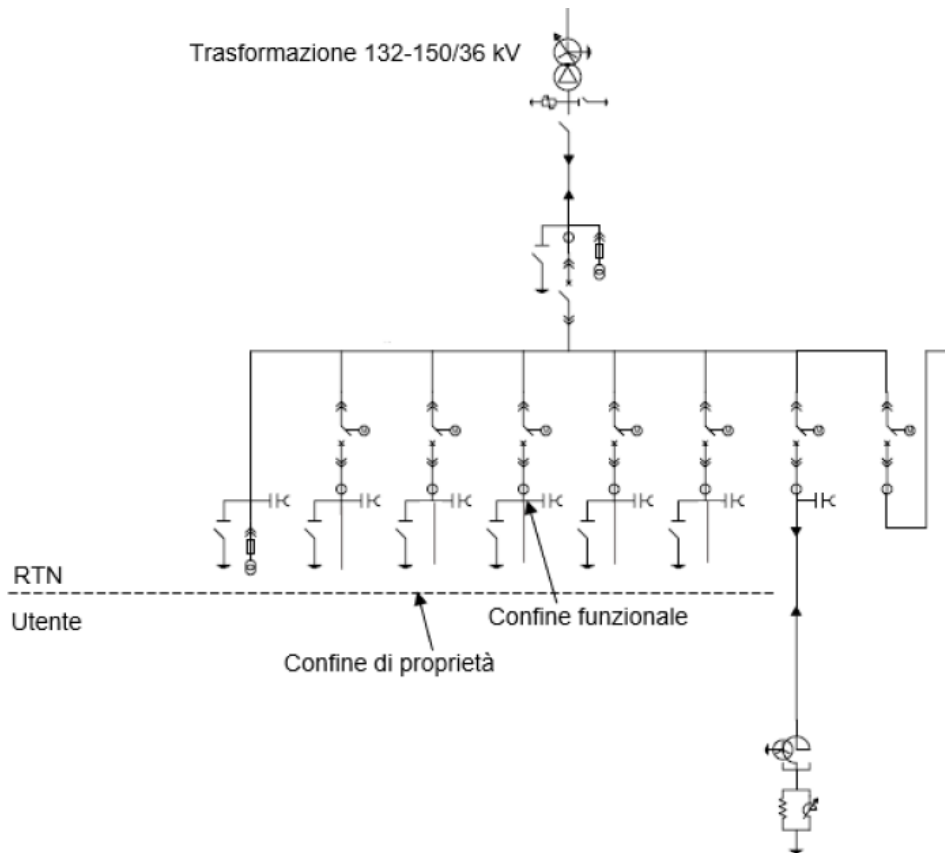 Trasformazione 132-150/36 kV
RTN
Utente
Confine funzionale
Confine di proprietà